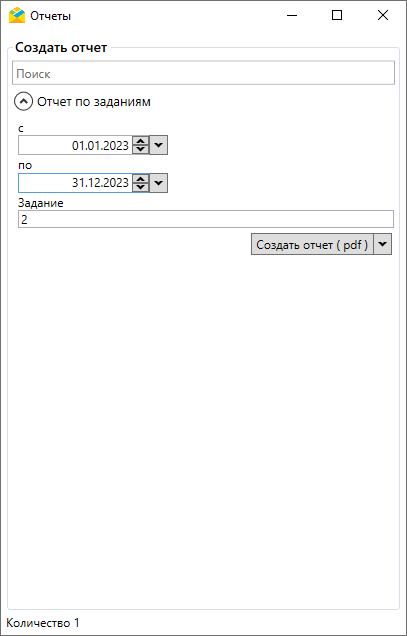 Отчеты
Создать отчет
Поиск
Отчет по заданиям
с
01.01.2023
по
31.12.2023
Задание
2
Создать отчет ( pdf )
Количество 1